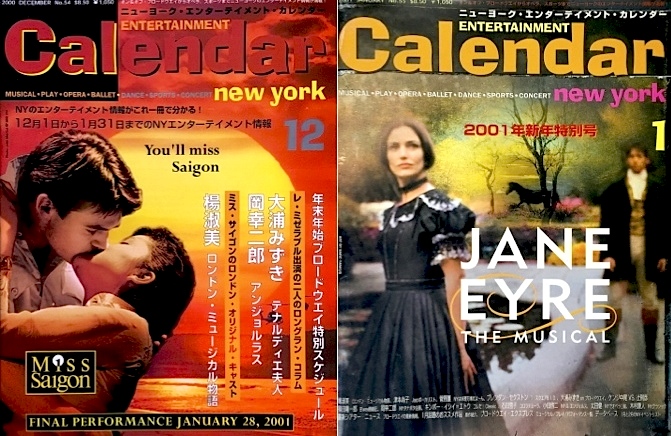 2000 DECEMBER No.54 $8.50 ¥1,050
ニューヨーク・エンターテイメント・カレンダー
ENTERTAINMENT
Calendar
MUSICAL・PLAY・OPERA・BALLET・DANCE・SPORTS・CONCERT
new york
NYのエンターテイメント情報がこれ一冊で分かる!
12月1日から1月31日までのNYエンターテイメント情報
12
You'll miss
Saigon
年末年始ブロードウエイ特別スケジュール
レ・ミゼラブル出演の二人のロングラン・コラム
大浦みずき テナルディエ夫人
岡幸二郎 アンジョルラス
ミス・サイゴンのロンドン・オリジナル・キャスト
楊淑美 ロンドン・ミュージカル物語
Miss
Saigon
FINAL PERFORMANCE JANUARY 28, 2001
No.55 $8.50 ¥1,050
ニューヨーク・エンターテイメント・カレンダー
ENTERTAINMENT
Calendar
MUSICAL・PLAY・OPERA・BALLET・DANCE・SPORTS・CONCERT
new york
2001年新年特別号
1
JANE
EYRE
THE MUSICAL